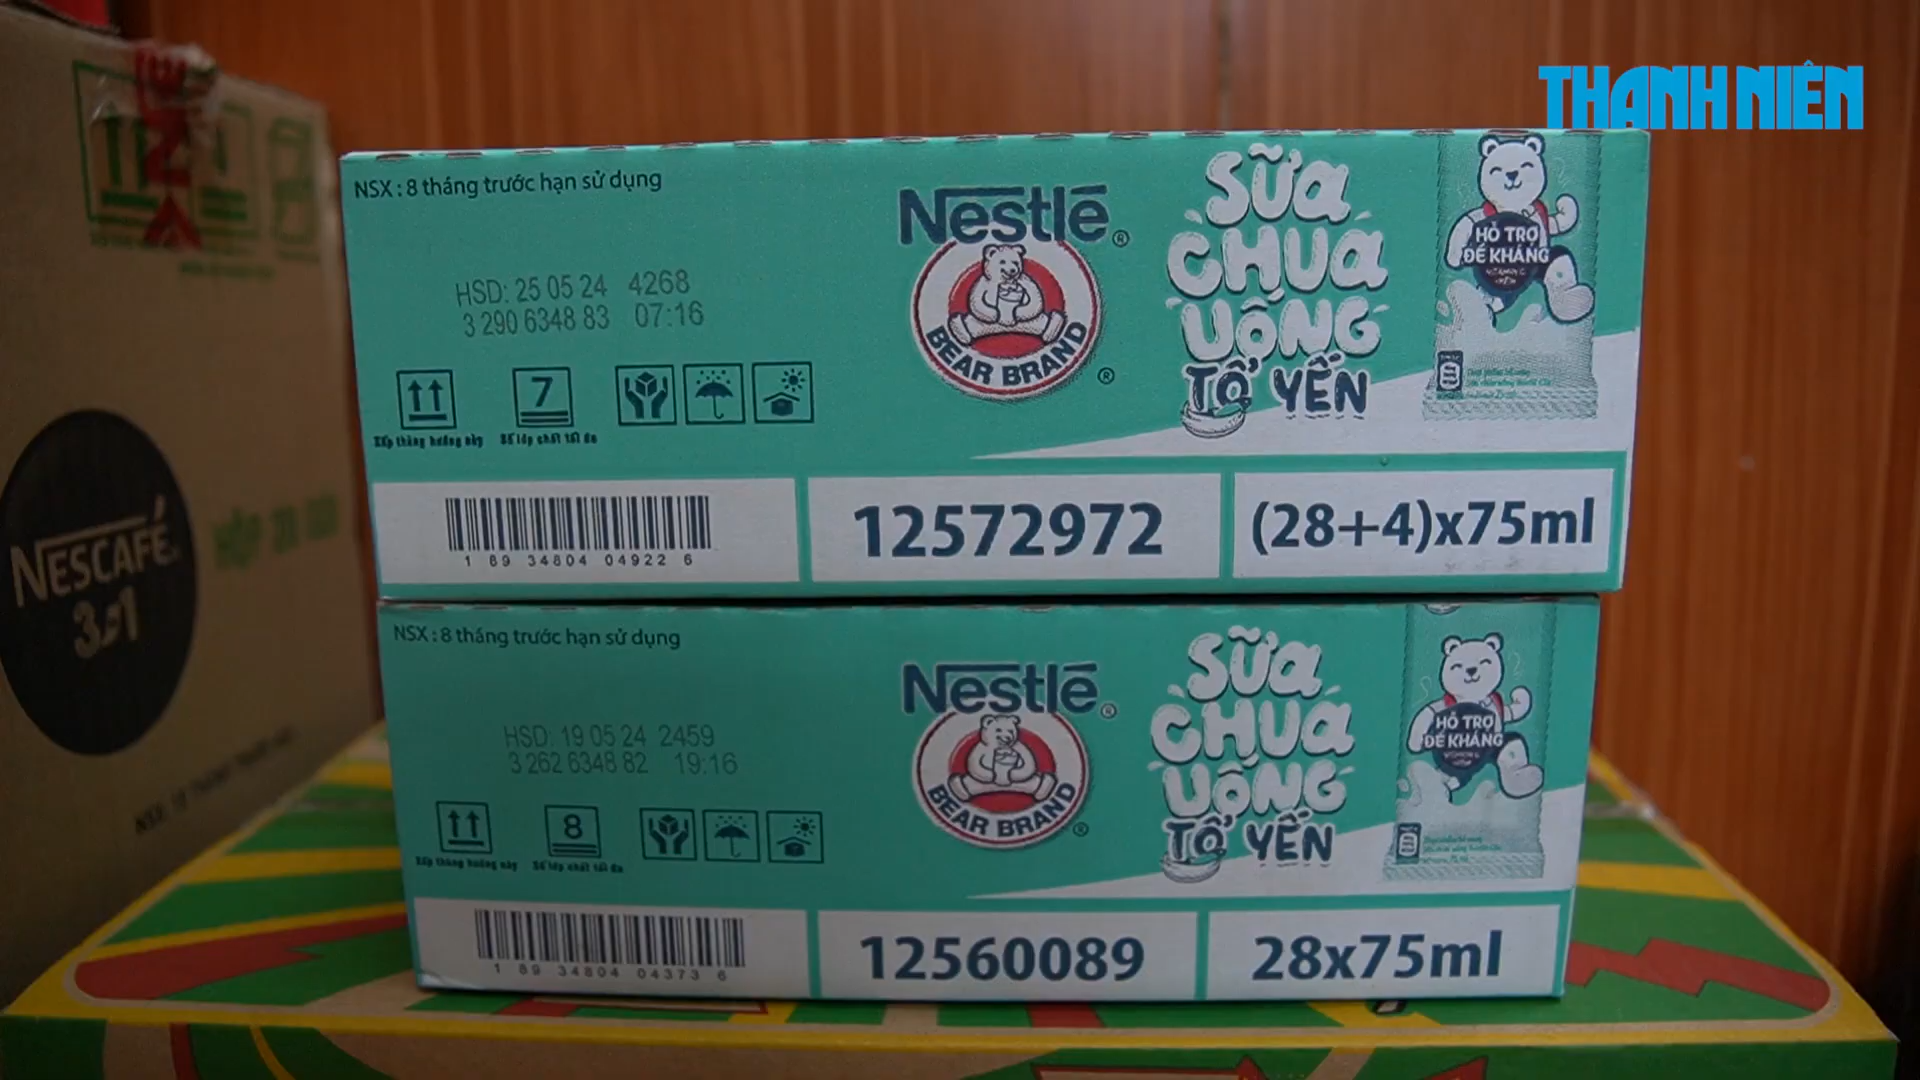 THANH NIÊN
NSX : 8 tháng trước hạn sử dụng
HSD: 25 05 24 4268
3 290 6348 83 07:16
7
Xếp thẳng hướng này
Số lớp chất tối đa
Nestlé®
BEAR BRAND®
SỮA
CHUA
UỐNG
TỔ YẾN
HỖ TRỢ
ĐỀ KHÁNG
1 89 34804 04922 6
12572972
(28+4)x75ml
NSX : 8 tháng trước hạn sử dụng
HSD: 19 05 24 2459
3 262 6348 82 19:16
8
Xếp thẳng hướng này
Số lớp chất tối đa
Nestlé®
BEAR BRAND®
SỮA
CHUA
UỐNG
TỔ YẾN
HỖ TRỢ
ĐỀ KHÁNG
1 89 34804 04373 6
12560089
28x75ml
NESCAFÉ
3in1